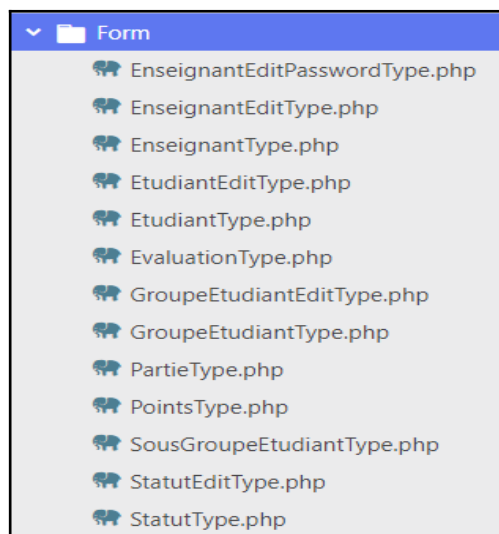 Form
EnseignantEditPasswordType.php
EnseignantEditType.php
EnseignantType.php
EtudiantEditType.php
EtudiantType.php
EvaluationType.php
GroupeEtudiantEditType.php
GroupeEtudiantType.php
PartieType.php
PointsType.php
SousGroupeEtudiantType.php
StatutEditType.php
StatutType.php